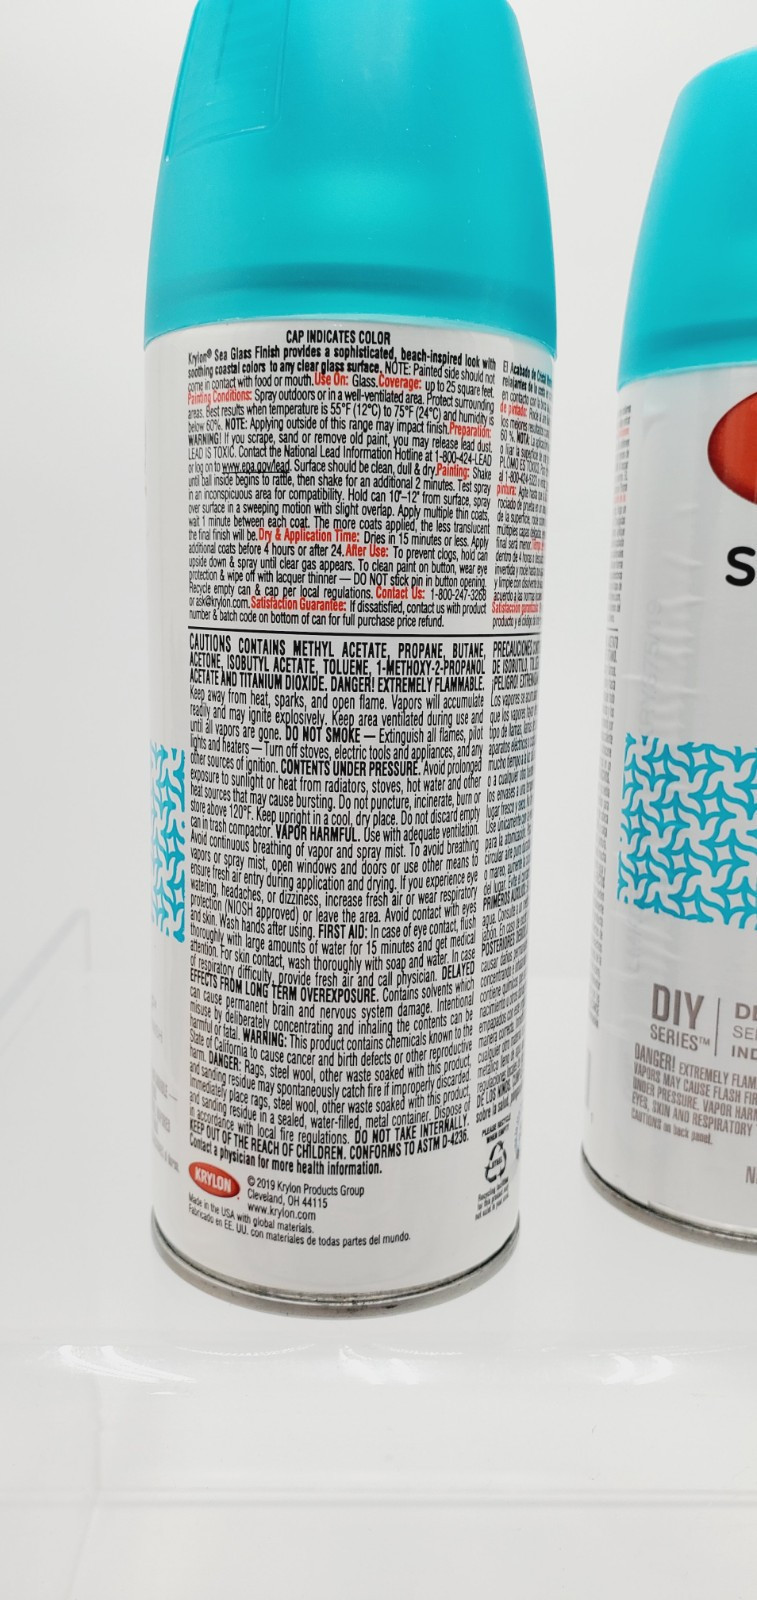 CAP INDICATES COLOR
Krylon® Sea Glass Finish provides a sophisticated, beach-inspired look with
soothing coastal colors to any clear glass surface. NOTE: Painted side should not
come in contact with food or mouth. Use On: Glass. Coverage: up to 25 square feet.
Painting Conditions: Spray outdoors or in a well-ventilated area. Protect surrounding
areas. Best results when temperature is 55°F (12°C) to 75°F (24°C) and humidity is
below 60%. NOTE: Applying outside of this range may impact finish. Preparation:
WARNING! If you scrape, sand or remove old paint, you may release lead dust.
LEAD IS TOXIC. Contact the National Lead Information Hotline at 1-800-424-LEAD
or log on to www.epa.gov/lead. Surface should be clean, dull & dry. Painting: Shake
until ball inside begins to rattle, then shake for an additional 2 minutes. Test spray
in an inconspicuous area for compatibility. Hold can 10"–12" from surface, spray
over surface in a sweeping motion with slight overlap. Apply multiple thin coats,
wait 1 minute between each coat. The more coats applied, the less translucent
the final finish will be. Dry & Application Time: Dries in 15 minutes or less. Apply
additional coats before 4 hours or after 24. After Use: To prevent clogs, hold can
upside down & spray until clear gas appears. To clean paint on button, wear eye
protection & wipe off with lacquer thinner — DO NOT stick pin in button opening.
Recycle empty can & cap per local regulations. Contact Us: 1-800-247-3268
or ask@krylon.com. Satisfaction Guarantee: If dissatisfied, contact us with product
number & batch code on bottom of can for full purchase price refund.
CAUTIONS CONTAINS METHYL ACETATE, PROPANE, BUTANE,
ACETONE, ISOBUTYL ACETATE, TOLUENE, 1-METHOXY-2-PROPANOL
ACETATE AND TITANIUM DIOXIDE. DANGER! EXTREMELY FLAMMABLE.
Keep away from heat, sparks, and open flame. Vapors will accumulate
readily and may ignite explosively. Keep area ventilated during use and
until all vapors are gone. DO NOT SMOKE — Extinguish all flames, pilot
lights and heaters — Turn off stoves, electric tools and appliances, and any
other sources of ignition. CONTENTS UNDER PRESSURE. Avoid prolonged
exposure to sunlight or heat from radiators, stoves, hot water and other
heat sources that may cause bursting. Do not puncture, incinerate, burn or
store above 120°F. Keep upright in a cool, dry place. Do not discard empty
can in trash compactor. VAPOR HARMFUL. Use with adequate ventilation.
Avoid continuous breathing of vapor and spray mist. To avoid breathing
vapors or spray mist, open windows and doors or use other means to
ensure fresh air entry during application and drying. If you experience eye
watering, headaches, or dizziness, increase fresh air or wear respiratory
protection (NIOSH approved) or leave the area. Avoid contact with eyes
and skin. Wash hands after using. FIRST AID: In case of eye contact, flush
thoroughly with large amounts of water for 15 minutes and get medical
attention. For skin contact, wash thoroughly with soap and water. In case
of respiratory difficulty, provide fresh air and call physician. DELAYED
EFFECTS FROM LONG TERM OVEREXPOSURE. Contains solvents which
can cause permanent brain and nervous system damage. Intentional
misuse by deliberately concentrating and inhaling the contents can be
harmful or fatal. WARNING: This product contains chemicals known to the
State of California to cause cancer and birth defects or other reproductive
harm. DANGER: Rags, steel wool, other waste soaked with this product,
and sanding residue may spontaneously catch fire if improperly discarded.
Immediately place rags, steel wool, other waste soaked with this product,
and sanding residue in a sealed, water-filled, metal container. Dispose of
in accordance with local fire regulations. DO NOT TAKE INTERNALLY.
KEEP OUT OF THE REACH OF CHILDREN. CONFORMS TO ASTM D-4236.
Contact a physician for more health information.
KRYLON
© 2019 Krylon Products Group
Cleveland, OH 44115
www.krylon.com
Made in the USA with global materials.
Fabricado en EE. UU. con materiales de todas partes del mundo.
S
DIY
SERIES™
DE
SE
IND
DANGER! EXTREMELY FLAM
VAPORS MAY CAUSE FLASH FIR
UNDER PRESSURE. VAPOR HAR
EYES, SKIN AND RESPIRATORY
CAUTIONS on back panel.